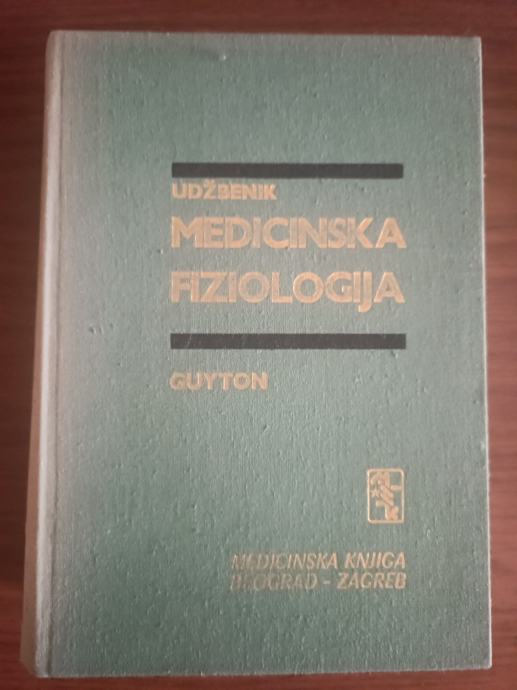 UDŽBENIK
MEDICINSKA
FIZIOLOGIJA
GUYTON
MEDICINSKA KNJIGA
BEOGRAD - ZAGREB